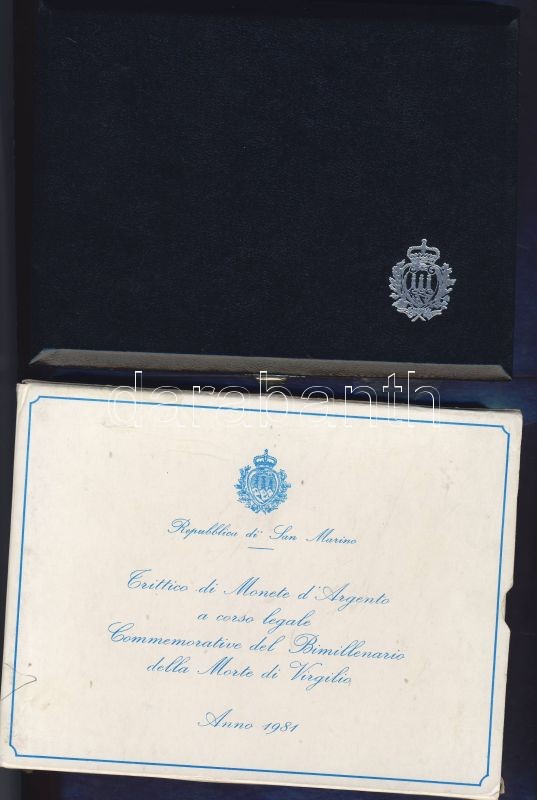 darabanth
Repubblica di San Marino
Trittico di Monete d'Argento
a corso legale
Commemorative del Bimillenario
della Morte di Virgilio
Anno 1981